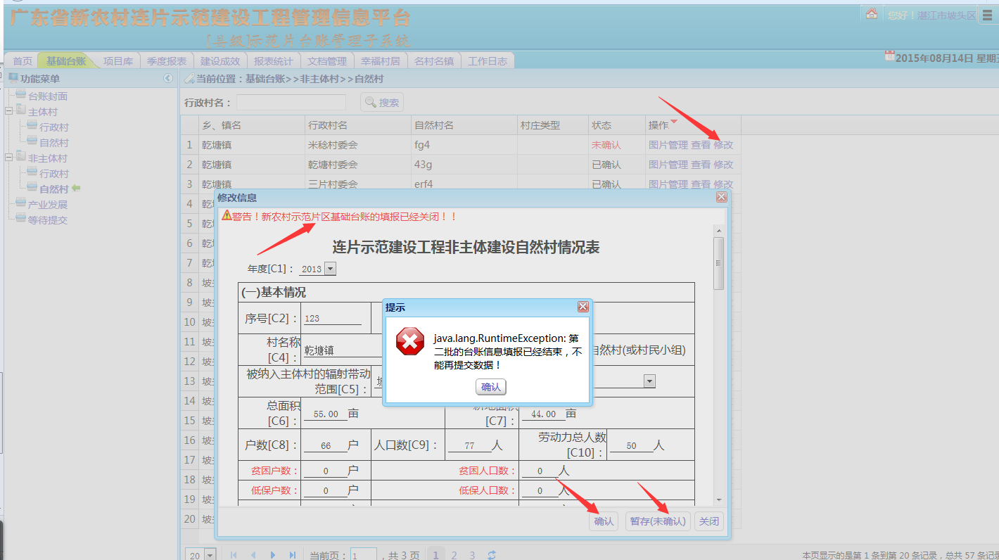 广东省新农村连片示范建设工程管理信息平台
[县级]示范片台账管理子系统
您好！湛江市坡头区
首页 基础台账 项目库 季度报表 建设成效 报表统计 文档管理 幸福村居 名村名镇 工作日志
2015年08月14日 星期
功能菜单
台账封面
主体村
行政村
自然村
非主体村
行政村
自然村
产业发展
等待提交
当前位置：基础台账>>非主体村>>自然村
行政村名： 搜索
乡、镇名 行政村名 自然村名 村庄类型 状态 操作
1 乾塘镇 米稔村委会 fg4 未确认 图片管理 查看 修改
2 乾塘镇 乾塘村委会 43g 已确认 图片管理 查看 修改
3 乾塘镇 三片村委会 erf4 已确认 图片管理 查看 修改
4 乾
5 乾
6 乾
7 乾
8 坡
9 坡
10 坡
11 坡
12 坡
13 坡
14 坡
15 坡
16 坡
17 坡
18 坡
19 坡
20 坡
修改信息
警告！新农村示范片区基础台账的填报已经关闭！！
连片示范建设工程非主体建设自然村情况表
年度[C1]： 2013
(一)基本情况
序号[C2]： 123
村名称[C4]： 乾塘镇 自然村(或村民小组)
被纳入主体村的辐射带动范围[C5]：
总面积[C6]： 55.00 亩 [C7]： 44.00 亩
户数[C8]： 66 户 人口数[C9]： 77 人 劳动力总人数[C10]： 50 人
贫困户数： 0 户 贫困人口数： 0 人
低保户数： 0 户 低保人口数： 0 人
确认 暂存(未确认) 关闭
提示
java.lang.RuntimeException: 第
二批的台账信息填报已经结束，不
能再提交数据！
确认
20 当前页： 1 ，共 3 页 1 2 3
本页显示的是第 1 条到第 20 条记录，总共 57 条记录